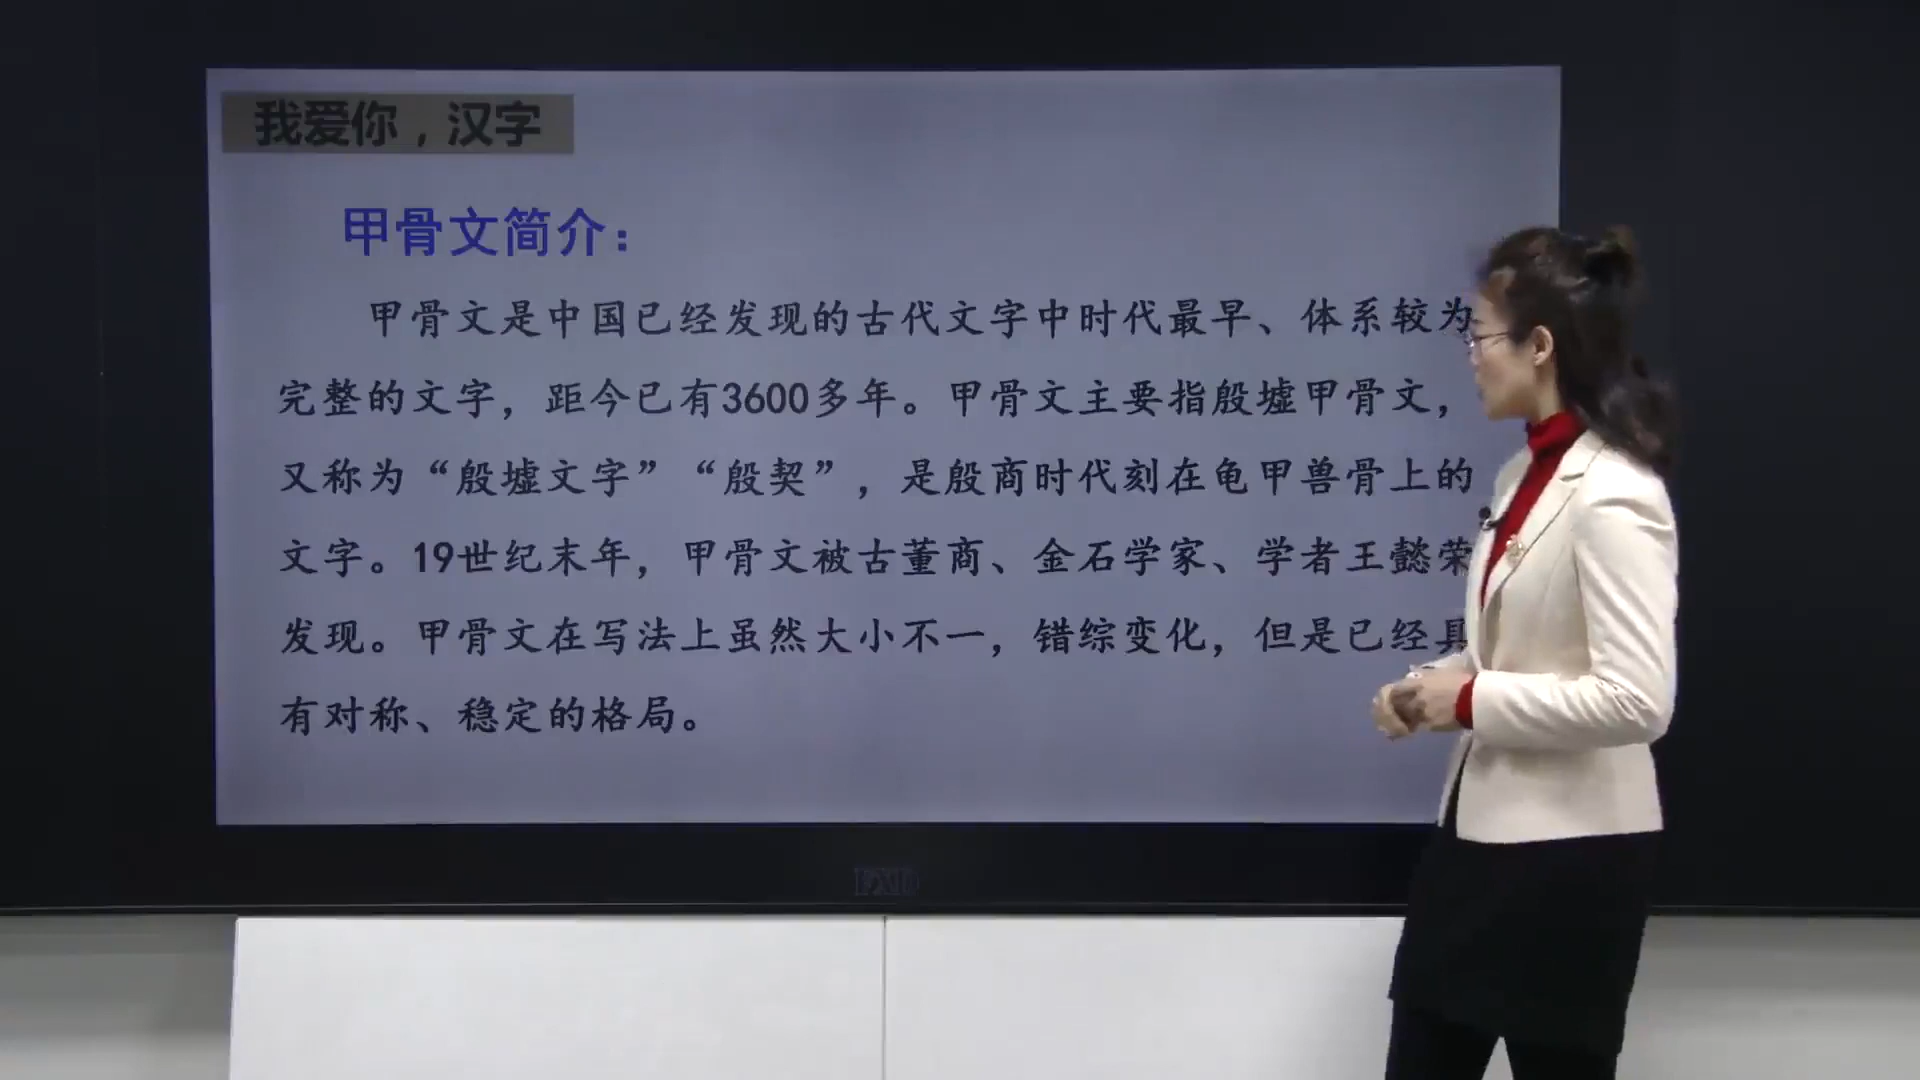 我爱你，汉字
甲骨文简介：
甲骨文是中国已经发现的古代文字中时代最早、体系较为
完整的文字，距今已有3600多年。甲骨文主要指殷墟甲骨文，
又称为“殷墟文字”“殷契”，是殷商时代刻在龟甲兽骨上的
文字。19世纪末年，甲骨文被古董商、金石学家、学者王懿荣
发现。甲骨文在写法上虽然大小不一，错综变化，但是已经具
有对称、稳定的格局。